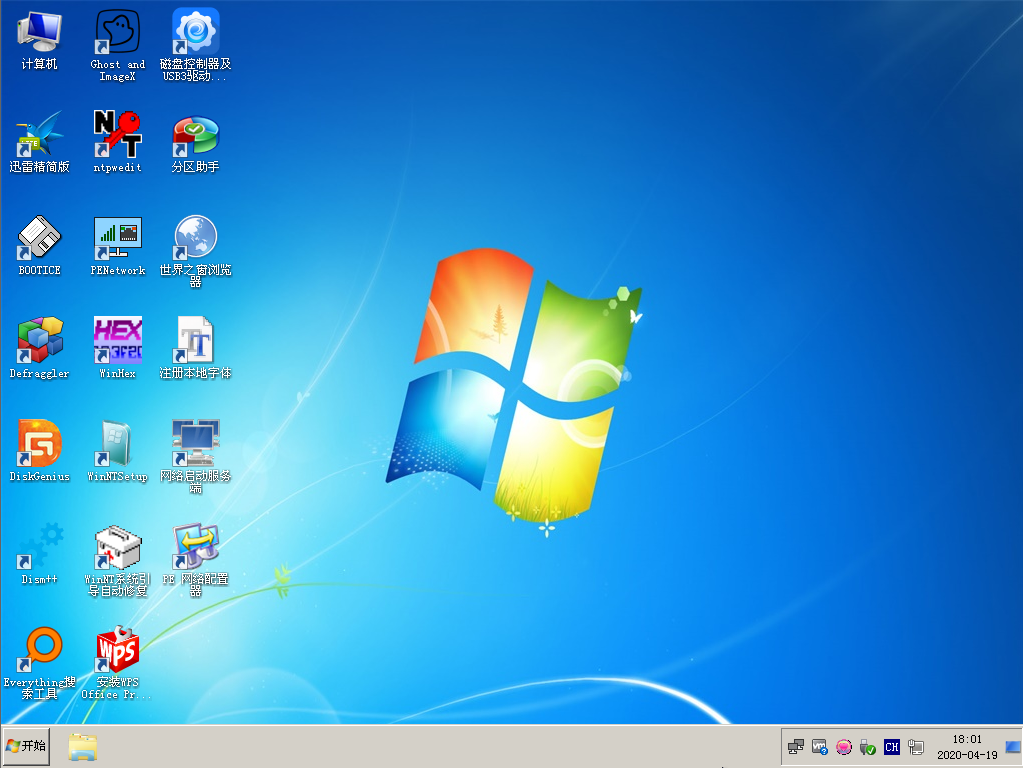 计算机
Ghost and
ImageX
磁盘控制器及
USB3驱动...
迅雷精简版
ntpwedit
分区助手
BOOTICE
PENetwork
世界之窗浏览
器
Defraggler
HEX
WinHex
注册本地字体
DiskGenius
WinNTSetup
网络启动服务
端
Dism++
WinNT系统引
导自动修复
PE 网络配置
器
Everything搜
索工具
WPS
安装WPS
Office Pr...
开始
CH
18:01
2020-04-19